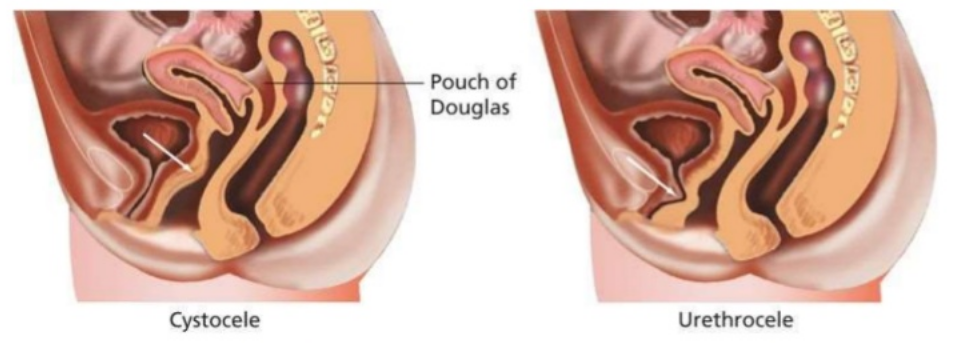 Pouch of
Douglas
Cystocele
Urethrocele